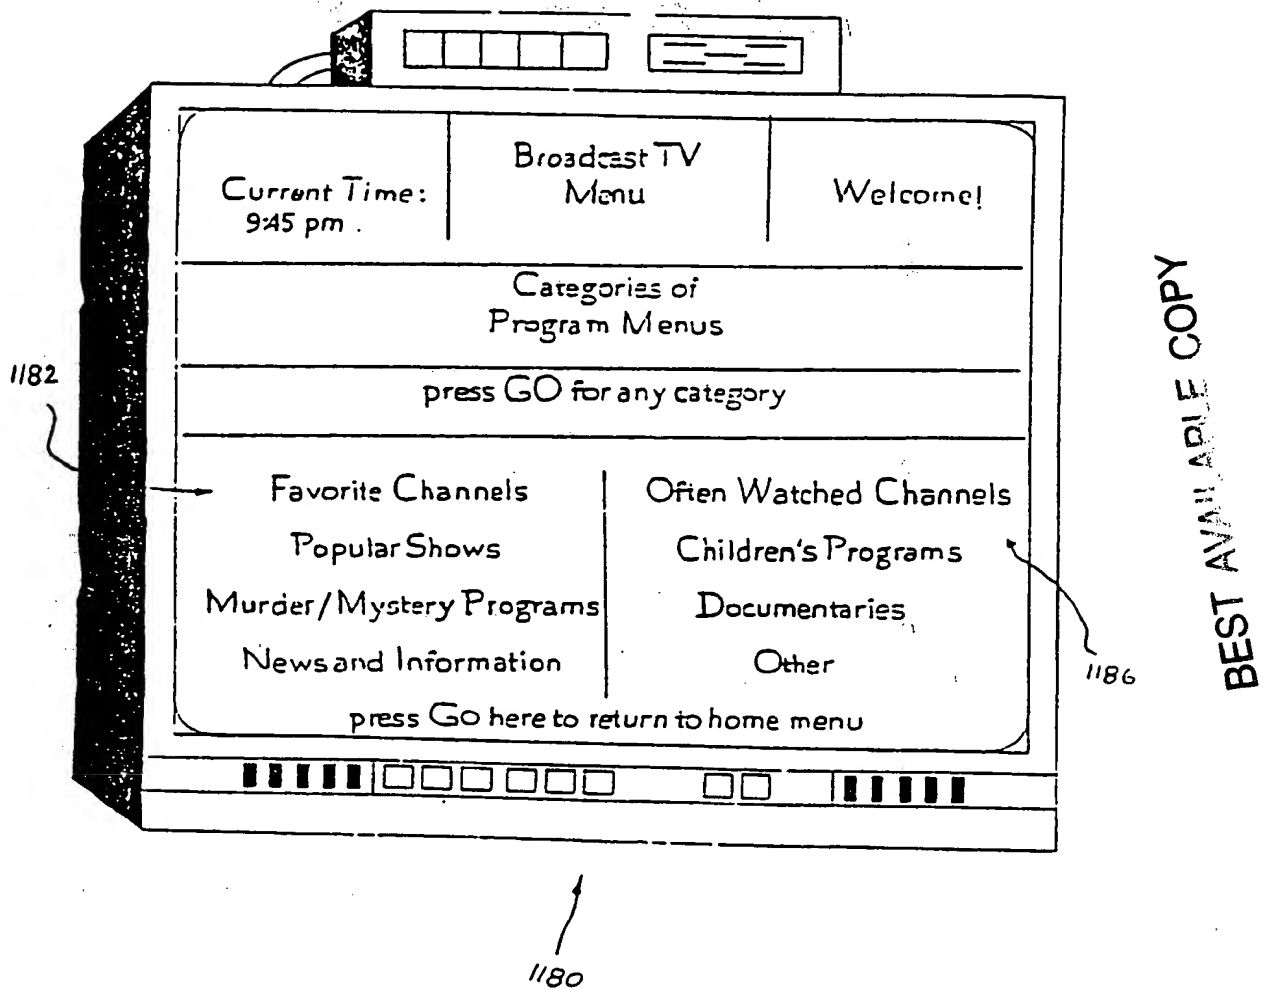 Broadcast TV
Menu
Current Time:
9:45 pm .
Welcome!
Categories of
Program Menus
press GO for any category
Favorite Channels
Often Watched Channels
Popular Shows
Children's Programs
Murder/Mystery Programs
Documentaries
News and Information
Other
press Go here to return to home menu
1182
1186
1180
BEST AVAILABLE COPY